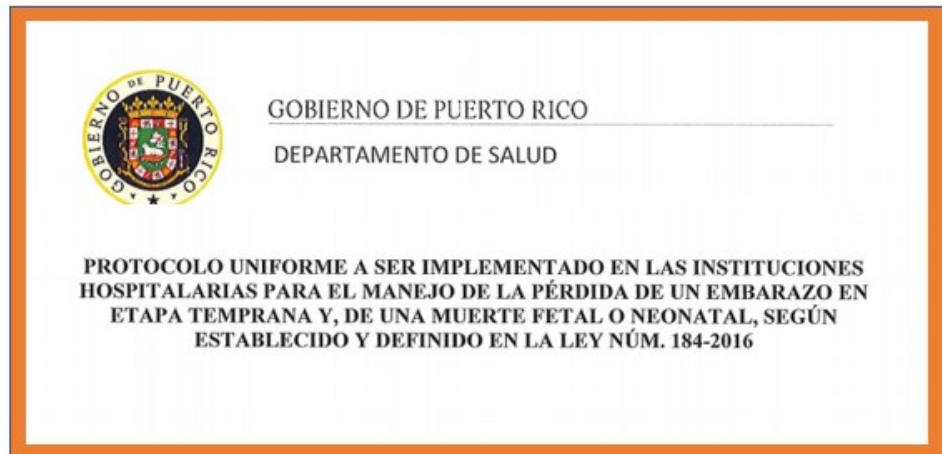 GOBIERNO DE PUERTO RICO
GOBIERNO DE PUERTO RICO
DEPARTAMENTO DE SALUD
PROTOCOLO UNIFORME A SER IMPLEMENTADO EN LAS INSTITUCIONES
HOSPITALARIAS PARA EL MANEJO DE LA PÉRDIDA DE UN EMBARAZO EN
ETAPA TEMPRANA Y, DE UNA MUERTE FETAL O NEONATAL, SEGÚN
ESTABLECIDO Y DEFINIDO EN LA LEY NÚM. 184-2016